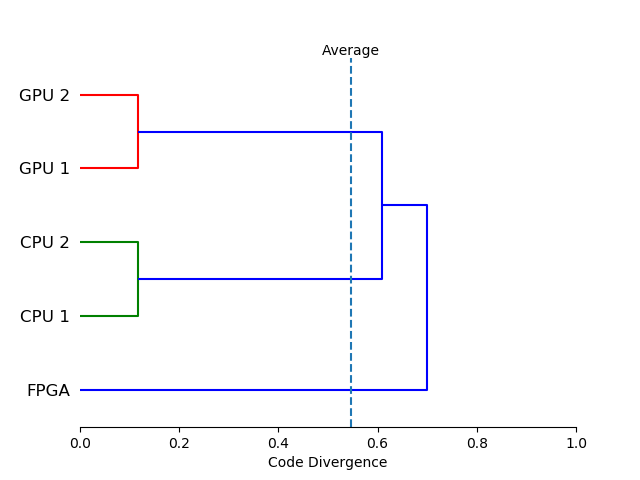 Average
GPU 2
GPU 1
CPU 2
CPU 1
FPGA
0.0 0.2 0.4 0.6 0.8 1.0
Code Divergence